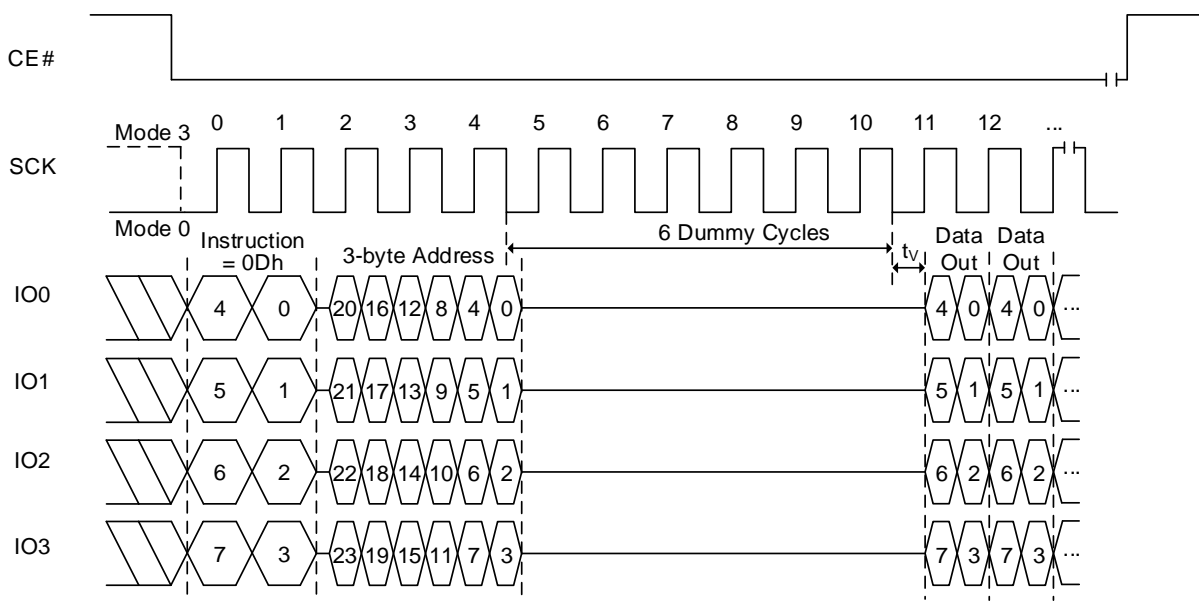 CE#
0 1 2 3 4 5 6 7 8 9 10 11 12 ...
Mode 3
SCK
Mode 0
Instruction
= 0Dh
3-byte Address
6 Dummy Cycles
tV
Data
Out
Data
Out
IO0 4 0 20 16 12 8 4 0 4 0 4 0 ...
IO1 5 1 21 17 13 9 5 1 5 1 5 1 ...
IO2 6 2 22 18 14 10 6 2 6 2 6 2 ...
IO3 7 3 23 19 15 11 7 3 7 3 7 3 ...